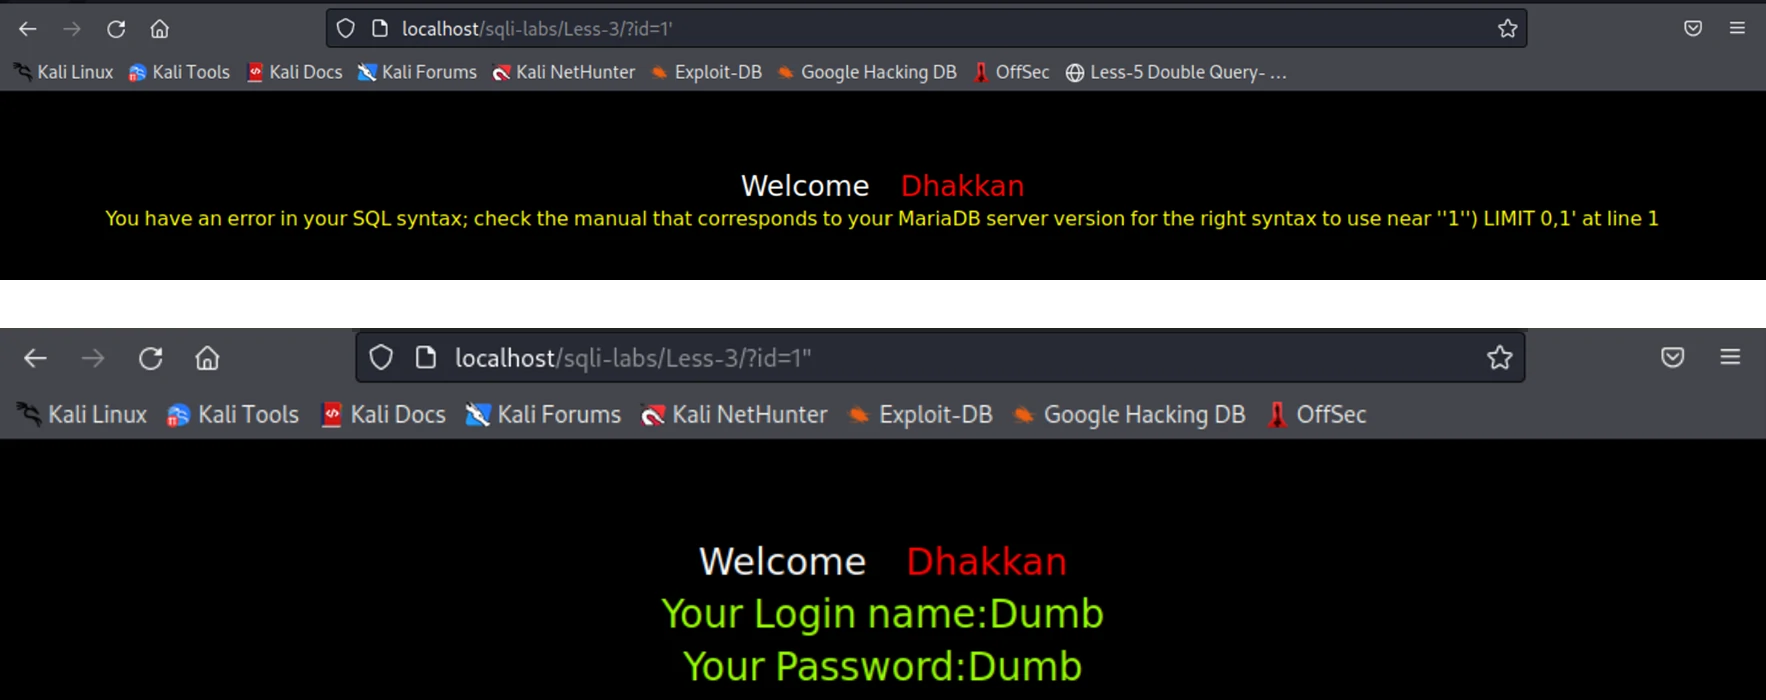 localhost/sqli-labs/Less-3/?id=1'
Kali Linux Kali Tools Kali Docs Kali Forums Kali NetHunter Exploit-DB Google Hacking DB OffSec Less-5 Double Query- ...
Welcome Dhakkan
You have an error in your SQL syntax; check the manual that corresponds to your MariaDB server version for the right syntax to use near ''1'') LIMIT 0,1' at line 1
localhost/sqli-labs/Less-3/?id=1"
Kali Linux Kali Tools Kali Docs Kali Forums Kali NetHunter Exploit-DB Google Hacking DB OffSec
Welcome Dhakkan
Your Login name:Dumb
Your Password:Dumb